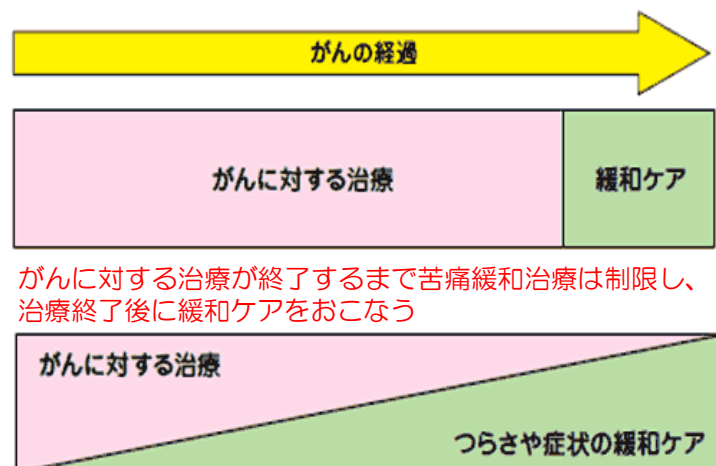 がんの経過
がんに対する治療
緩和ケア
がんに対する治療が終了するまで苦痛緩和治療は制限し、
治療終了後に緩和ケアをおこなう
がんに対する治療
つらさや症状の緩和ケア